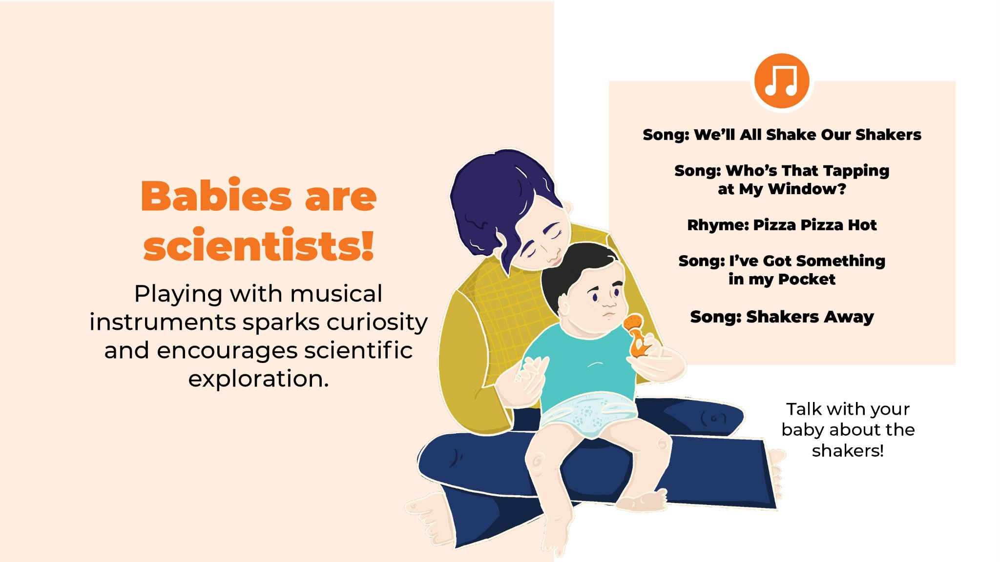 Babies are
scientists!
Playing with musical
instruments sparks curiosity
and encourages scientific
exploration.
Song: We’ll All Shake Our Shakers
Song: Who’s That Tapping
at My Window?
Rhyme: Pizza Pizza Hot
Song: I’ve Got Something
in my Pocket
Song: Shakers Away
Talk with your
baby about the
shakers!